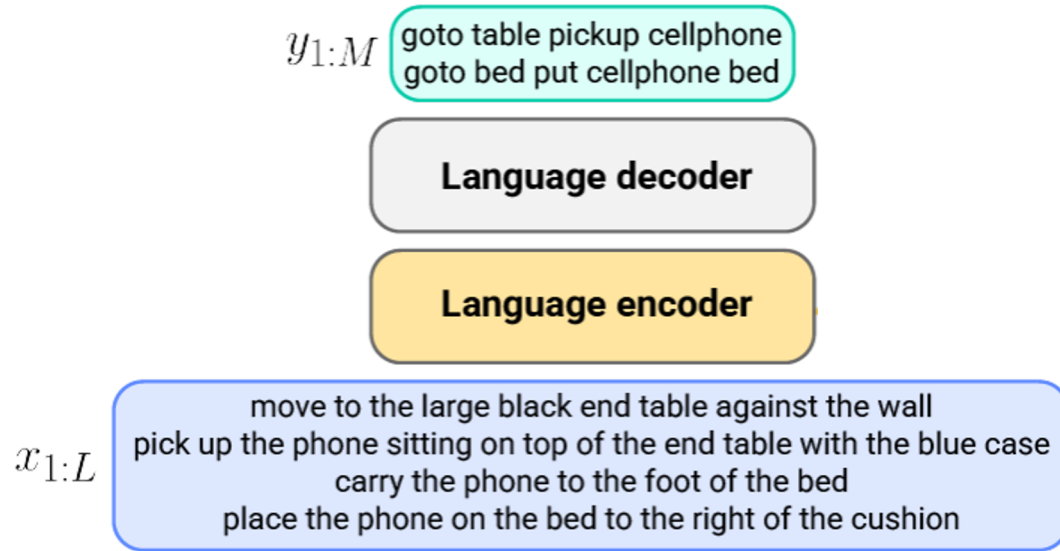 y1:M
goto table pickup cellphone
goto bed put cellphone bed
Language decoder
Language encoder
x1:L
move to the large black end table against the wall
pick up the phone sitting on top of the end table with the blue case
carry the phone to the foot of the bed
place the phone on the bed to the right of the cushion